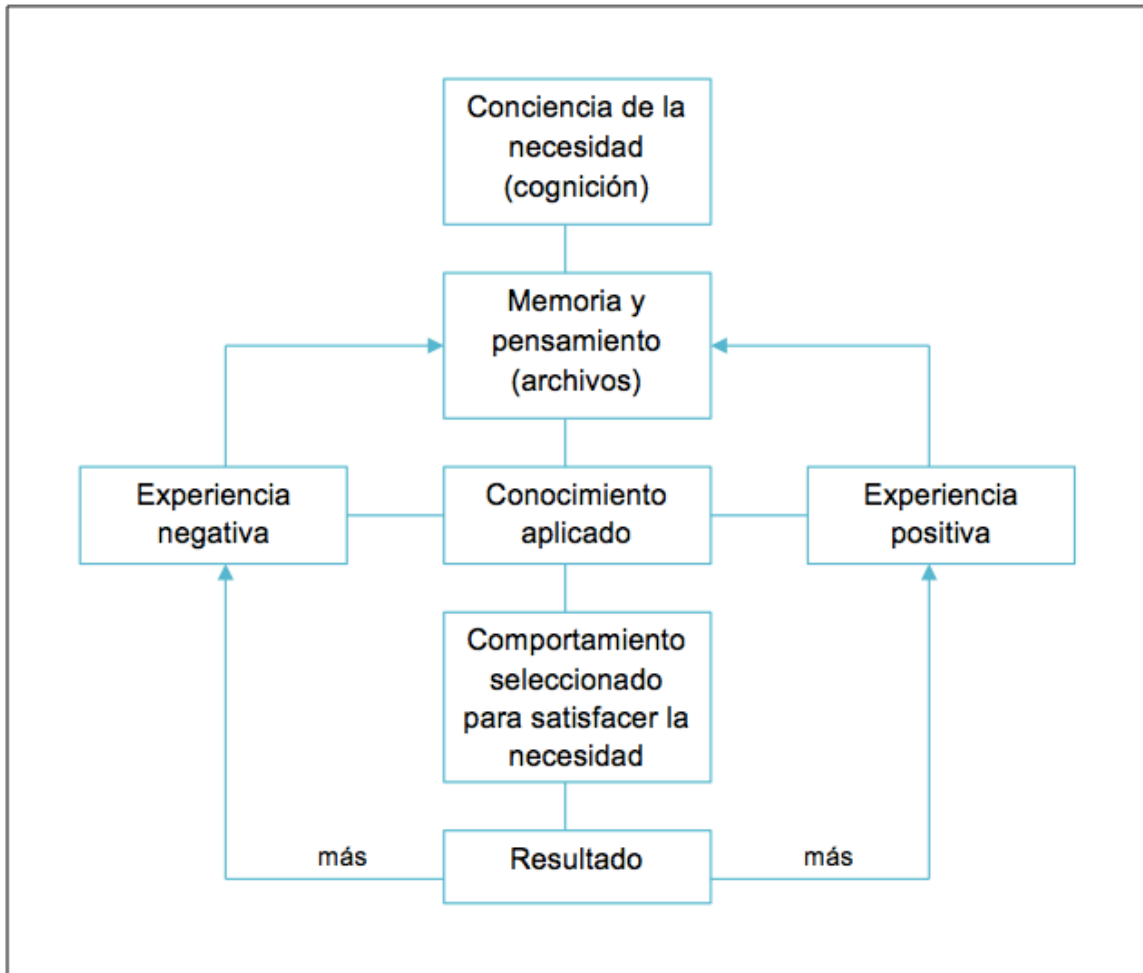 Conciencia de la
necesidad
(cognición)
Memoria y
pensamiento
(archivos)
Experiencia
negativa
Conocimiento
aplicado
Experiencia
positiva
Comportamiento
seleccionado
para satisfacer la
necesidad
más
Resultado
más